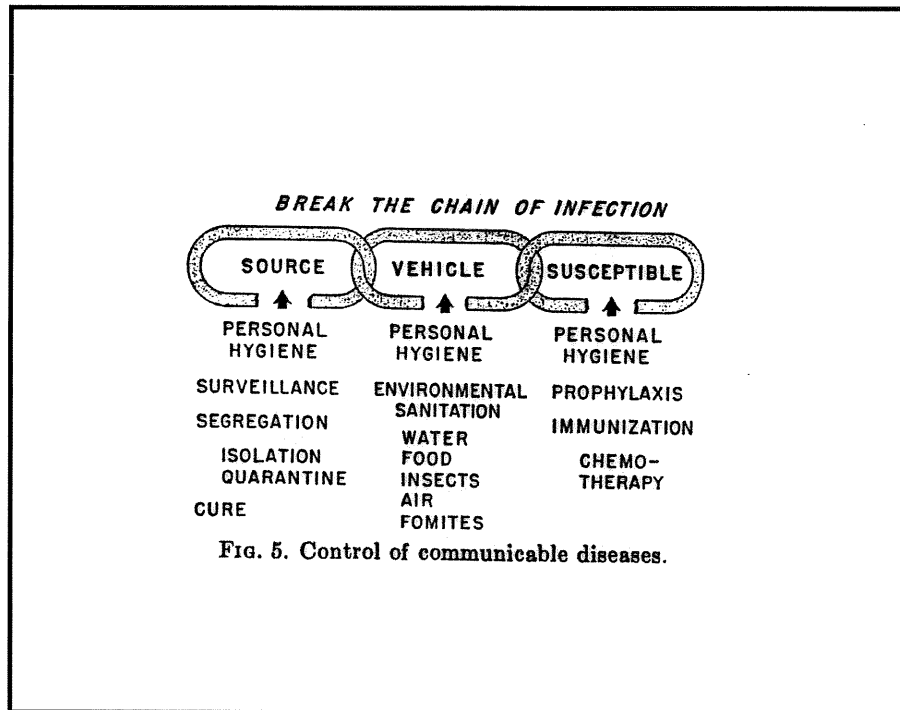 BREAK THE CHAIN OF INFECTION
SOURCE
VEHICLE
SUSCEPTIBLE
PERSONAL
HYGIENE
SURVEILLANCE
SEGREGATION
ISOLATION
QUARANTINE
CURE
PERSONAL
HYGIENE
ENVIRONMENTAL
SANITATION
WATER
FOOD
INSECTS
AIR
FOMITES
PERSONAL
HYGIENE
PROPHYLAXIS
IMMUNIZATION
CHEMO-
THERAPY
FIG. 5. Control of communicable diseases.